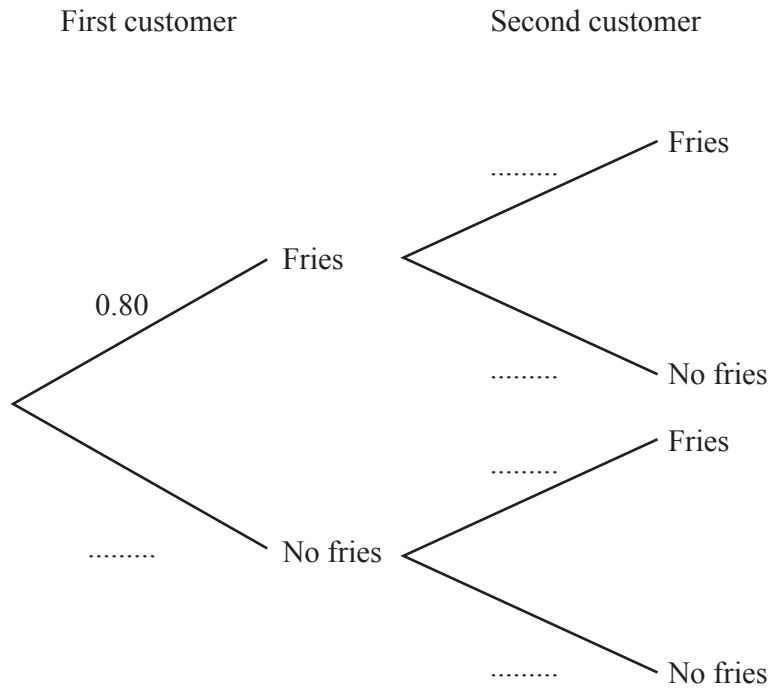 First customer Second customer
Fries
.........
Fries
0.80
......... No fries
Fries
.........
......... No fries
......... No fries